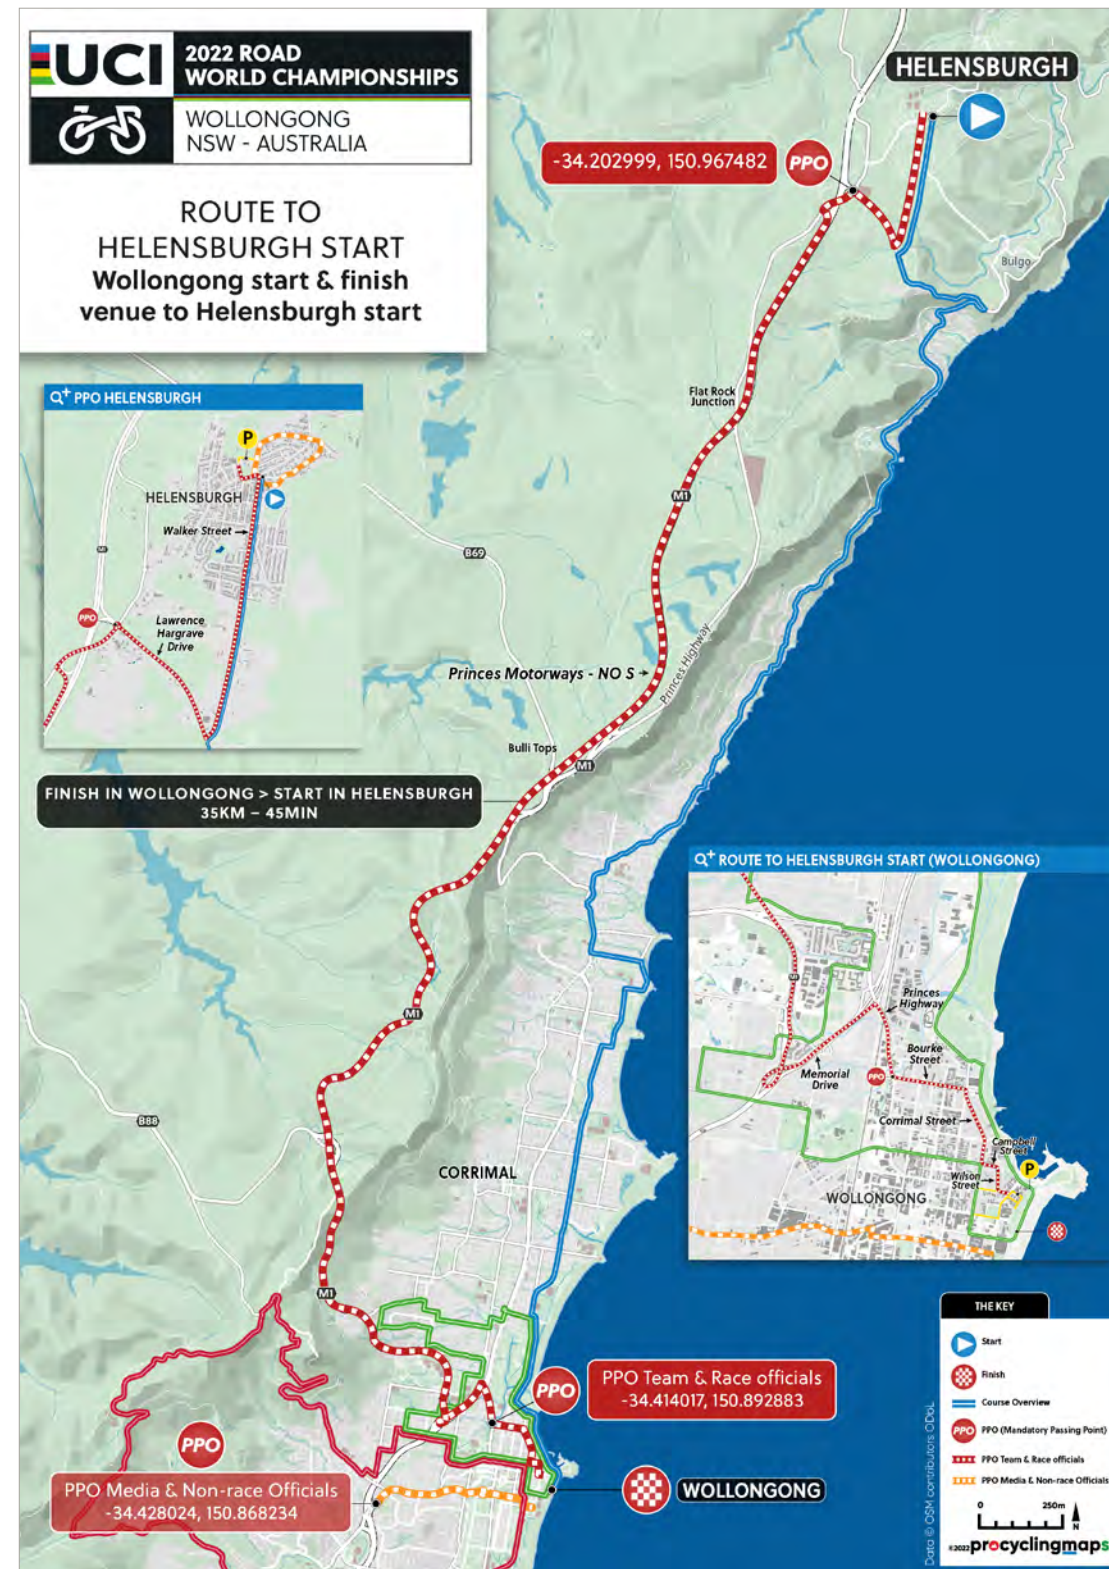 UCI
2022 ROAD
WORLD CHAMPIONSHIPS
WOLLONGONG
NSW - AUSTRALIA
ROUTE TO
HELENSBURGH START
Wollongong start & finish
venue to Helensburgh start
HELENSBURGH
-34.202999, 150.967482
PPO
Bulgo
Flat Rock
Junction
M1
B69
Princes Highway
Princes Motorways - NO S
Bulli Tops
M1
PPO HELENSBURGH
P
HELENSBURGH
Walker Street
PPO
Lawrence
Hargrave
Drive
FINISH IN WOLLONGONG > START IN HELENSBURGH
35KM – 45MIN
ROUTE TO HELENSBURGH START (WOLLONGONG)
Princes
Highway
Bourke
Street
Memorial
Drive
PPO
Corrimal Street
Campbell
Street
Wilson
Street
P
WOLLONGONG
M1
B88
CORRIMAL
M1
PPO
PPO Team & Race officials
-34.414017, 150.892883
PPO
PPO Media & Non-race Officials
-34.428024, 150.868234
WOLLONGONG
THE KEY
Start
Finish
Course Overview
PPO
PPO (Mandatory Passing Point)
PPO Team & Race officials
PPO Media & Non-race Officials
0 250m
N
©2022 procyclingmaps
Data © OSM contributors ODbL